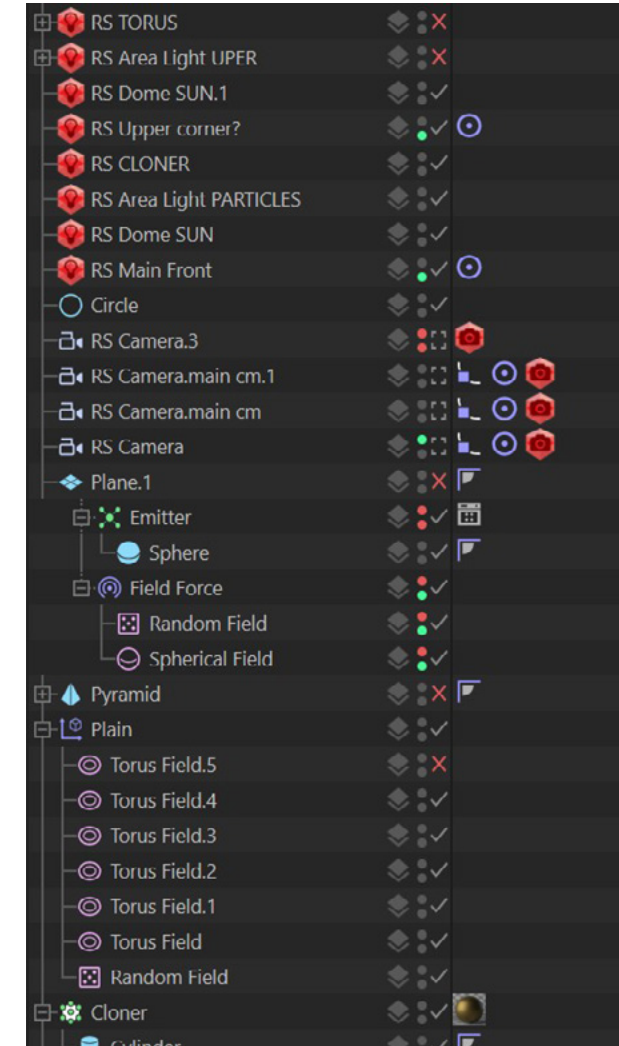 RS TORUS
RS Area Light UPER
RS Dome SUN.1
RS Upper corner?
RS CLONER
RS Area Light PARTICLES
RS Dome SUN
RS Main Front
Circle
RS Camera.3
RS Camera.main cm.1
RS Camera.main cm
RS Camera
Plane.1
Emitter
Sphere
Field Force
Random Field
Spherical Field
Pyramid
Plain
Torus Field.5
Torus Field.4
Torus Field.3
Torus Field.2
Torus Field.1
Torus Field
Random Field
Cloner
Cylinder